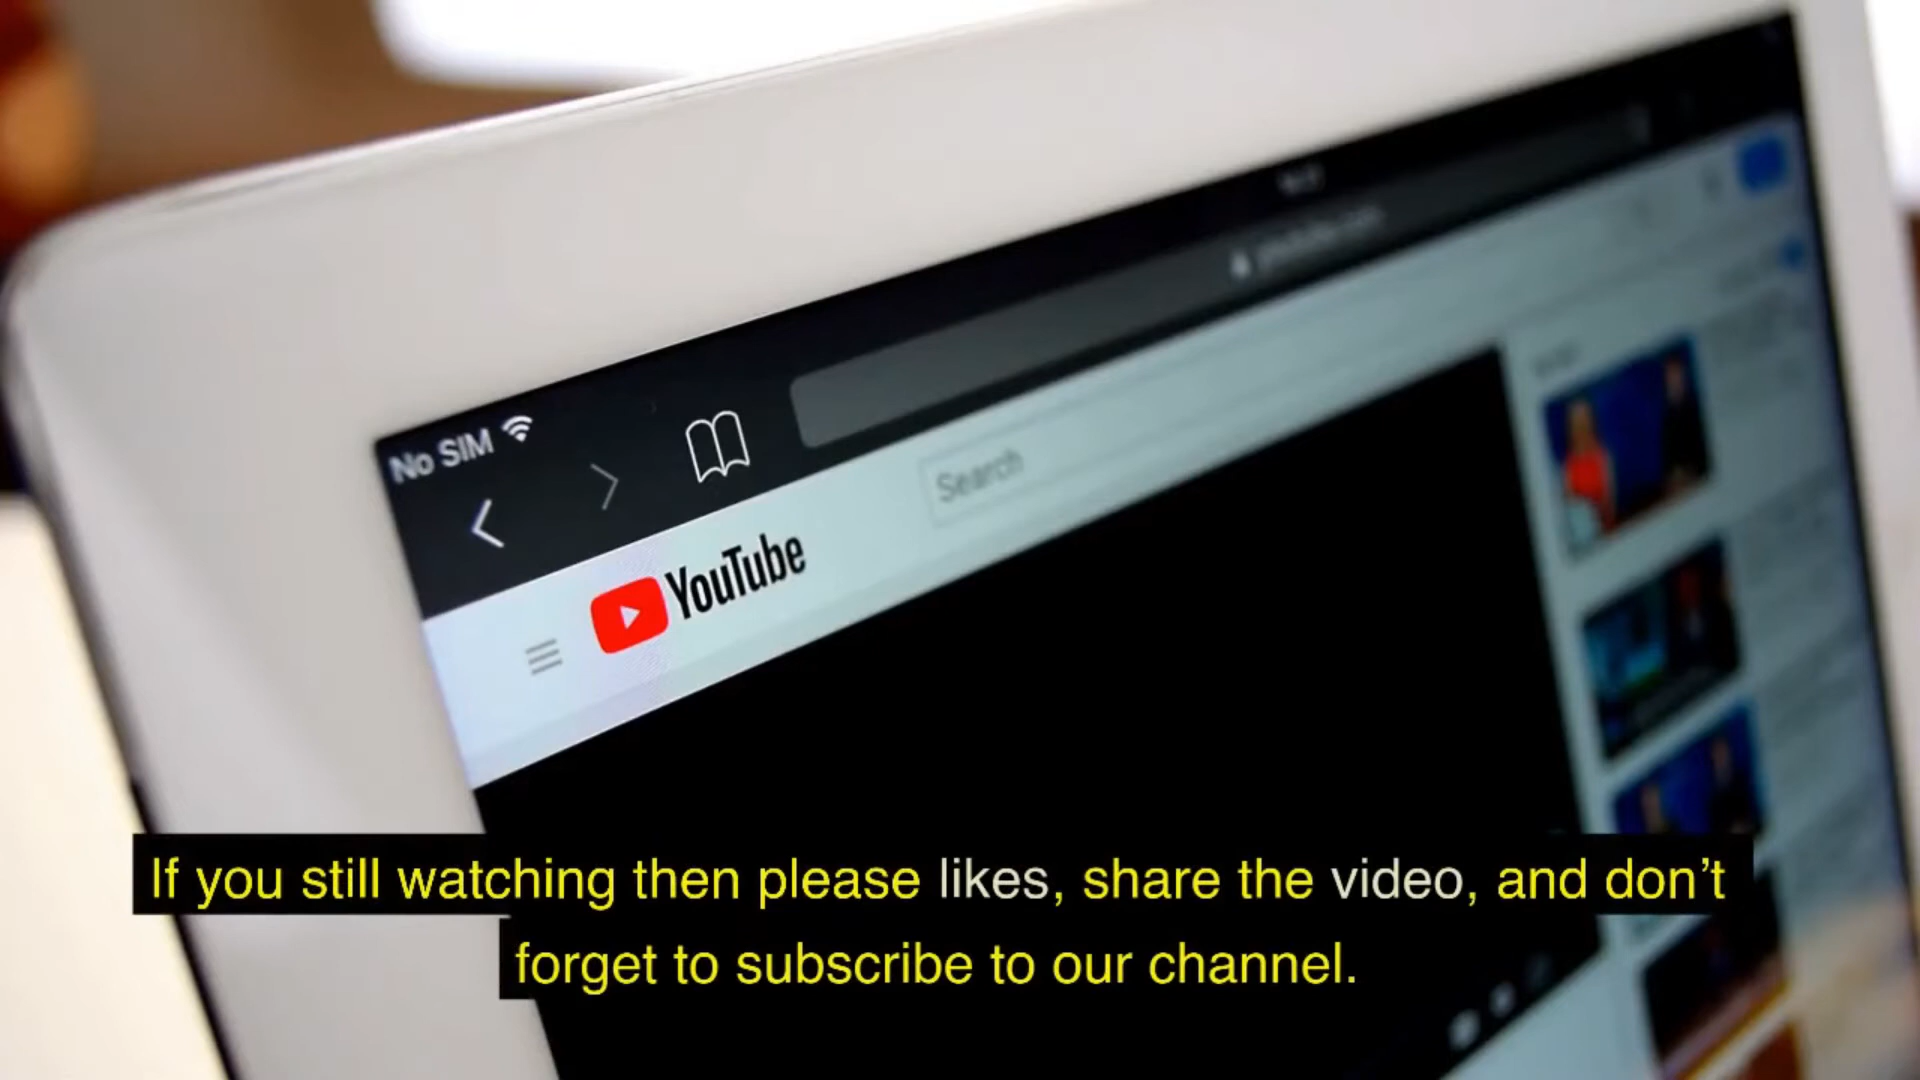 No SIM
Search
YouTube
If you still watching then please likes, share the video, and don’t
forget to subscribe to our channel.